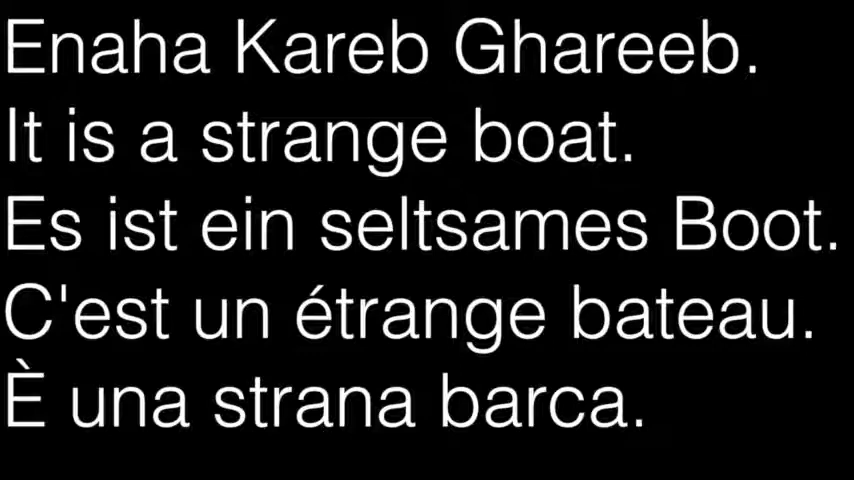 Enaha Kareb Ghareeb.
It is a strange boat.
Es ist ein seltsames Boot.
C'est un étrange bateau.
È una strana barca.